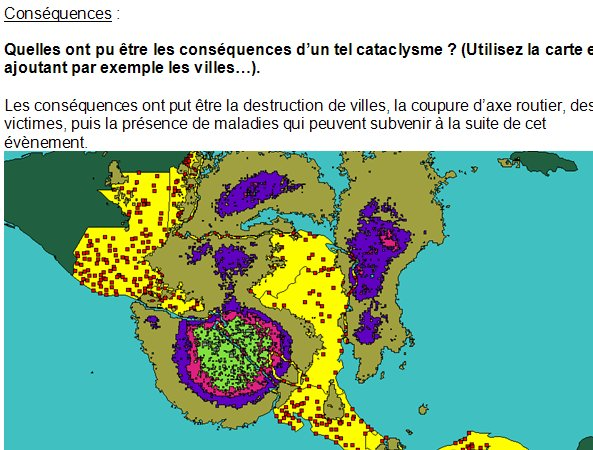 Conséquences :
Quelles ont pu être les conséquences d'un tel cataclysme ? (Utilisez la carte e
ajoutant par exemple les villes…).
Les conséquences ont put être la destruction de villes, la coupure d'axe routier, des
victimes, puis la présence de maladies qui peuvent subvenir à la suite de cet
évènement.